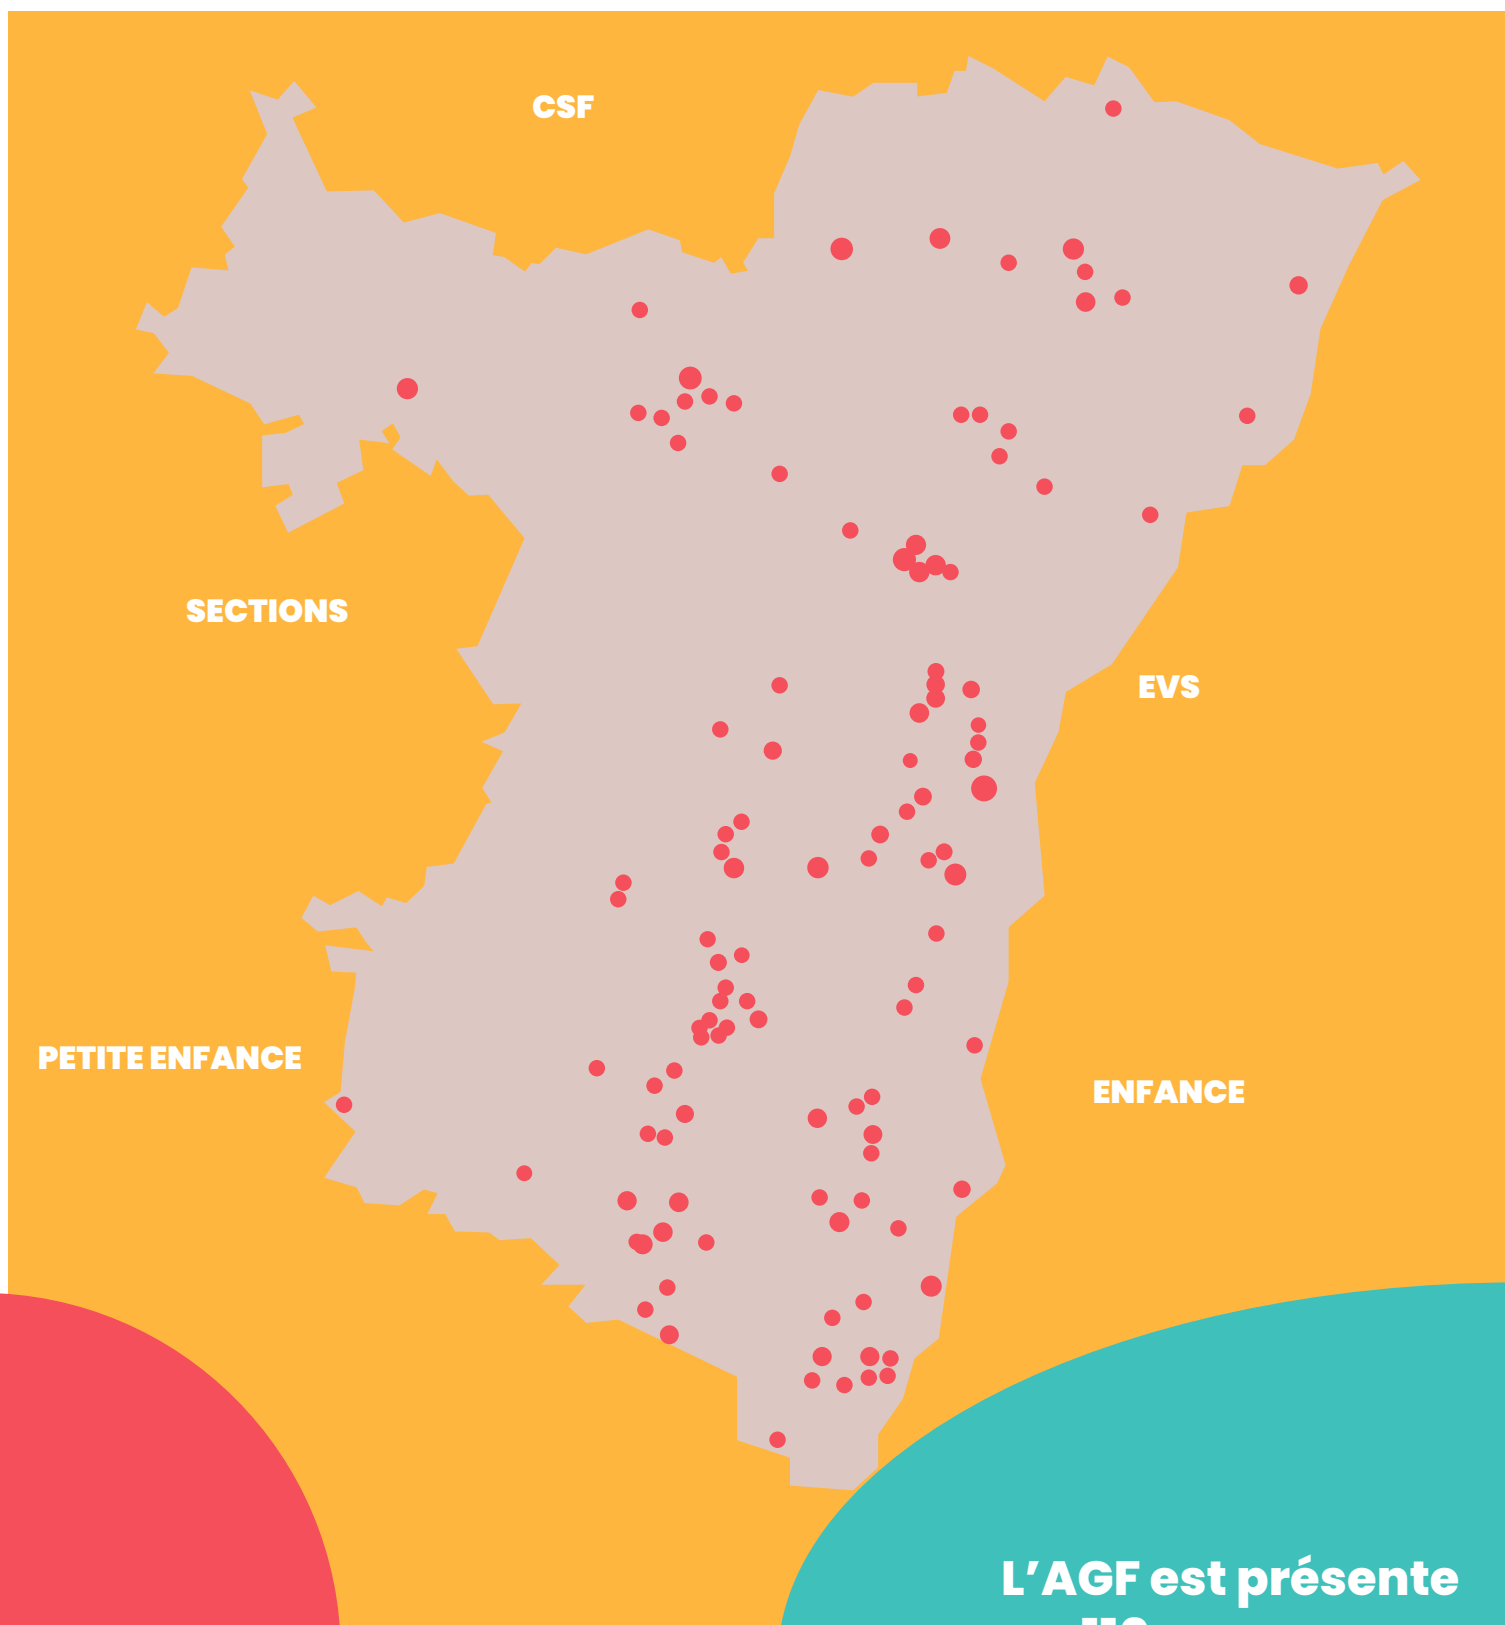 CSF
SECTIONS
EVS
PETITE ENFANCE
ENFANCE
L’AGF est présente